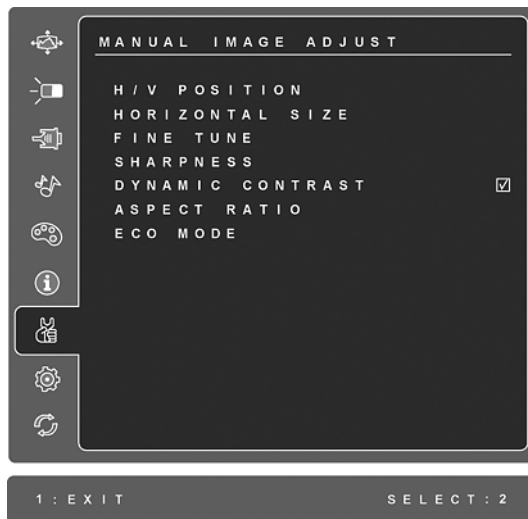 MANUAL IMAGE ADJUST
H/V POSITION
HORIZONTAL SIZE
FINE TUNE
SHARPNESS
DYNAMIC CONTRAST
ASPECT RATIO
ECO MODE
1:EXIT SELECT:2